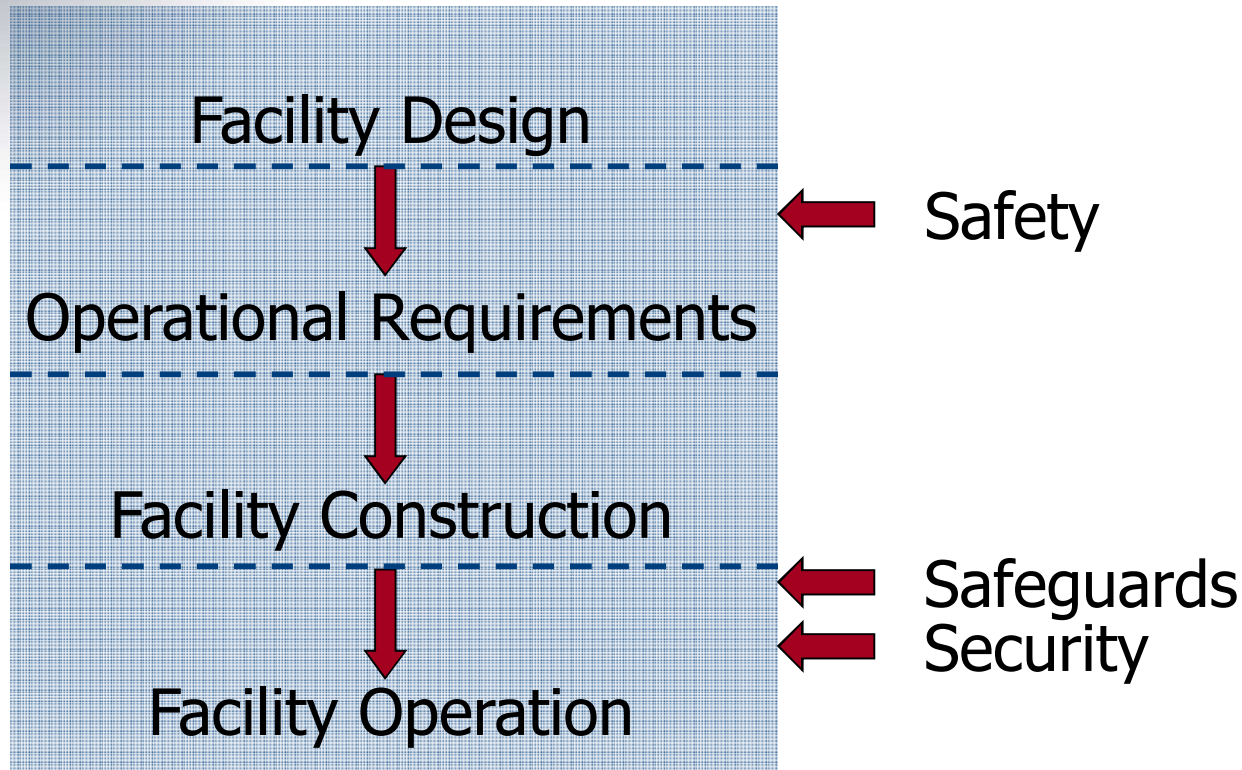 Facility Design
Safety
Operational Requirements
Facility Construction
Safeguards
Security
Facility Operation